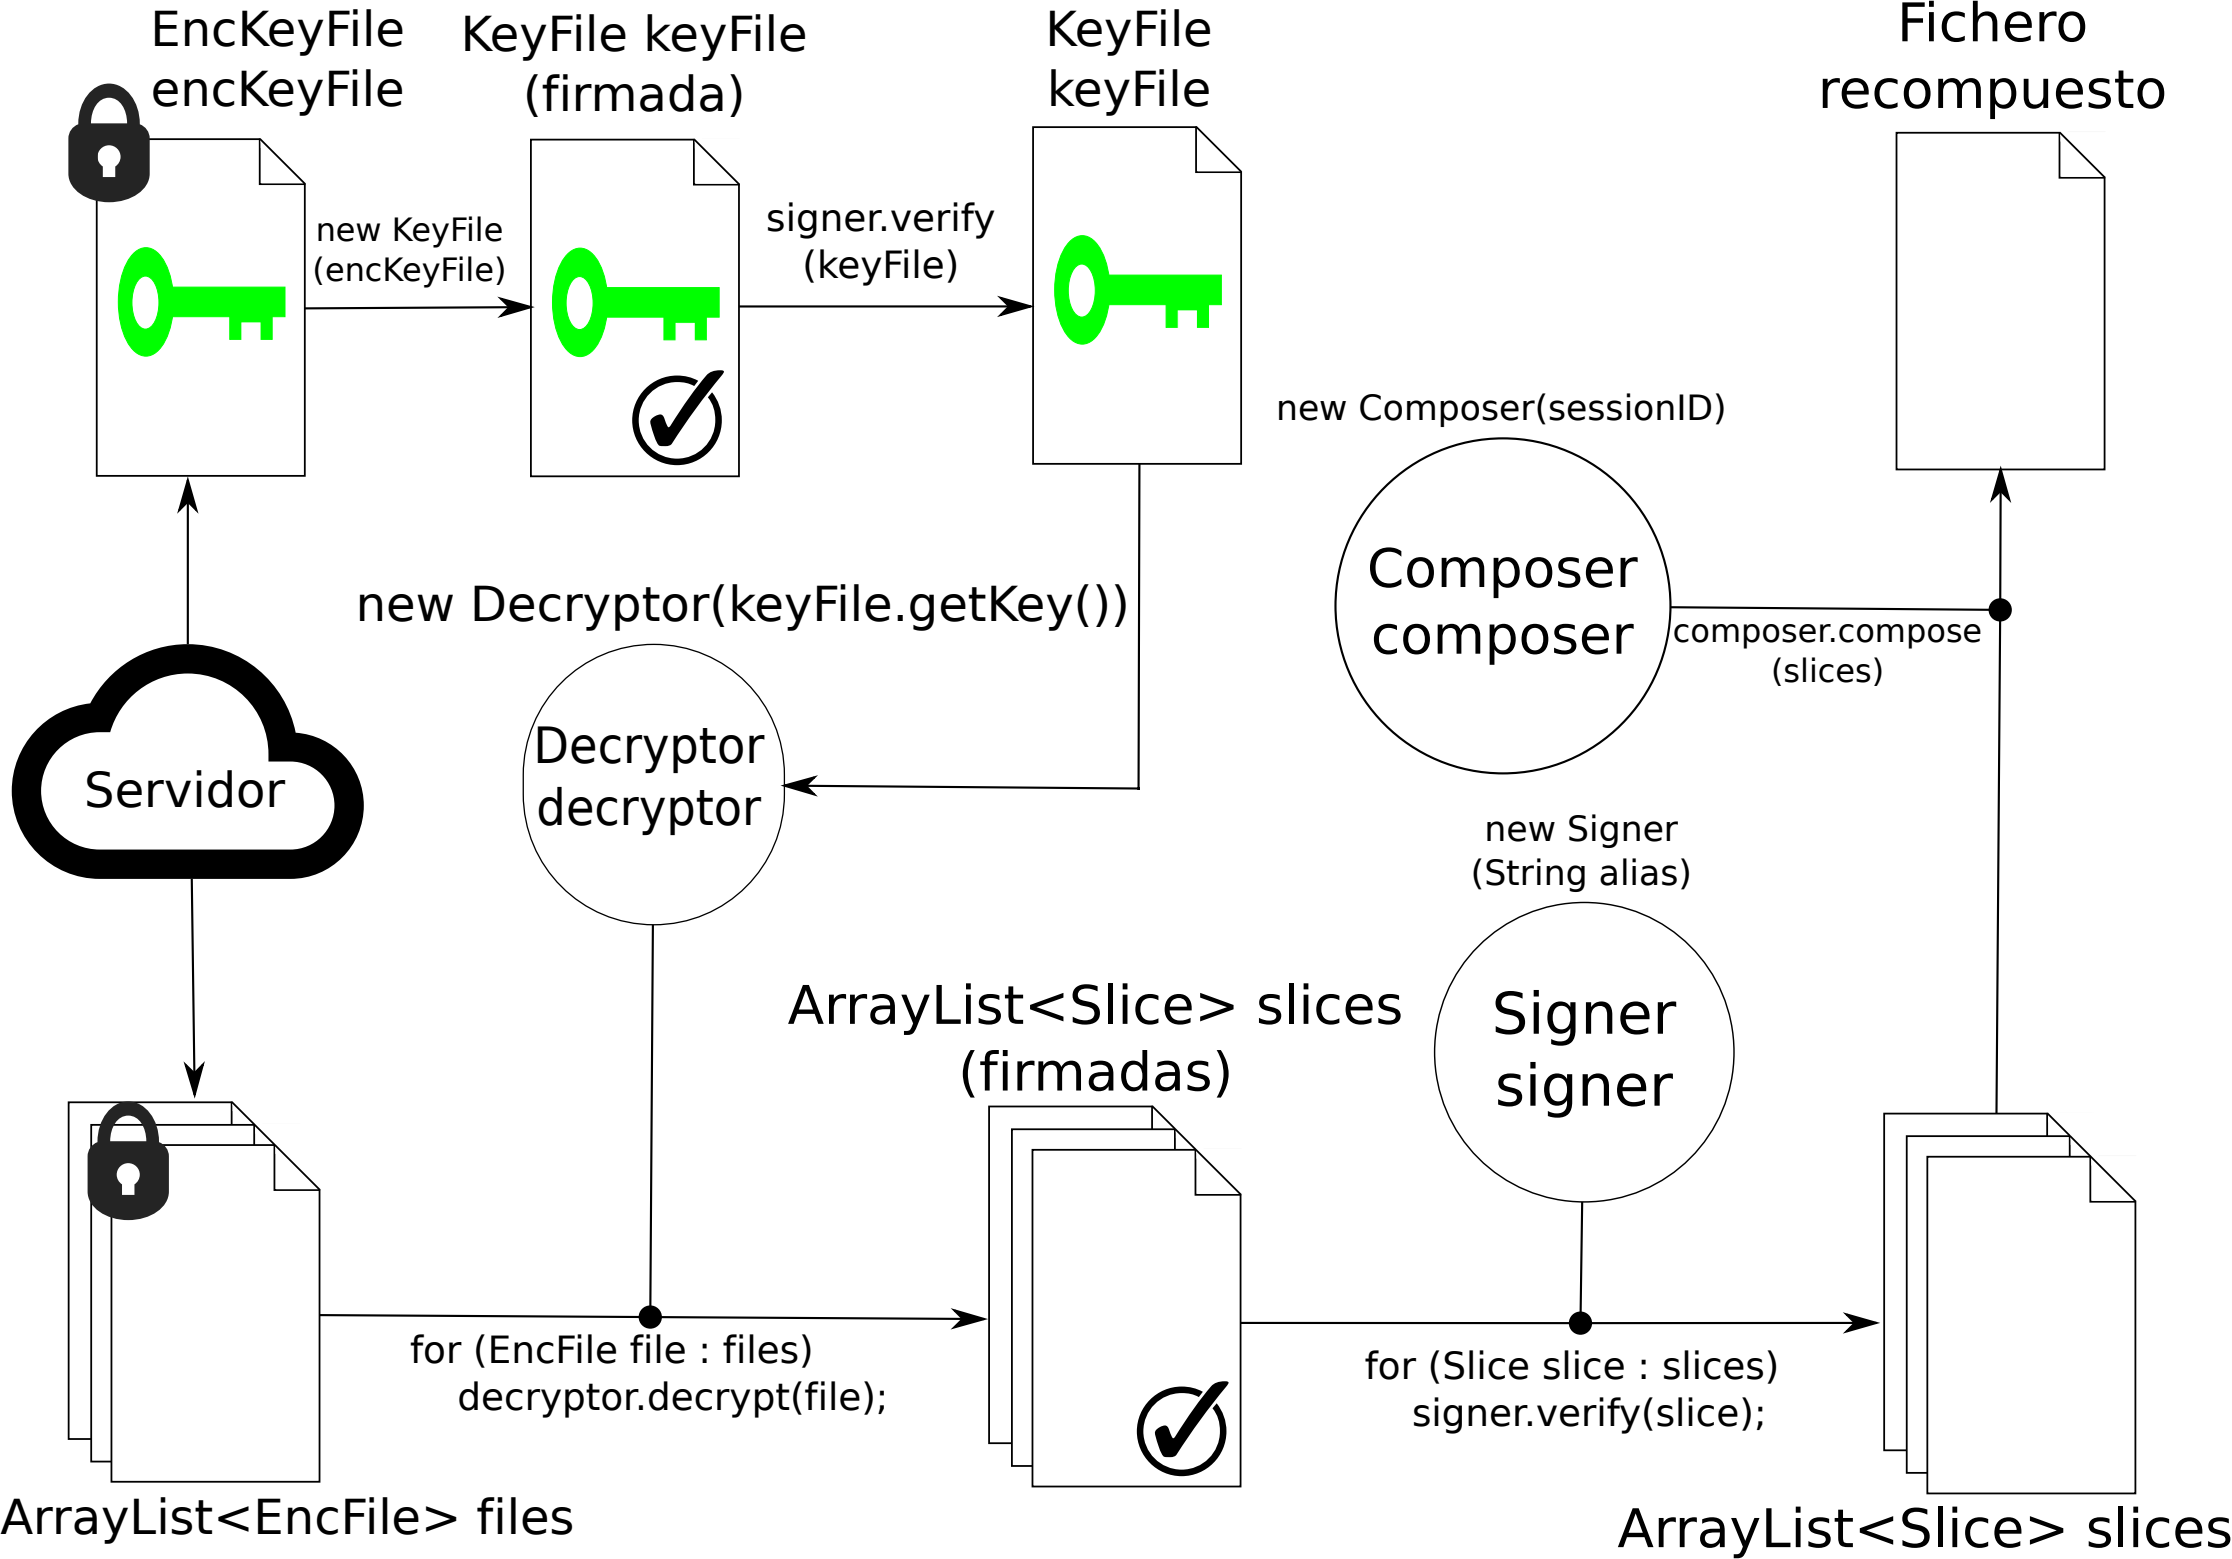 EncKeyFile
encKeyFile
KeyFile keyFile
(firmada)
KeyFile
keyFile
Fichero
recompuesto
new KeyFile
(encKeyFile)
signer.verify
(keyFile)
new Composer(sessionID)
Composer
composer
composer.compose
(slices)
new Decryptor(keyFile.getKey())
Decryptor
decryptor
Servidor
new Signer
(String alias)
Signer
signer
ArrayList<Slice> slices
(firmadas)
for (EncFile file : files)
decryptor.decrypt(file);
for (Slice slice : slices)
signer.verify(slice);
ArrayList<EncFile> files
ArrayList<Slice> slices